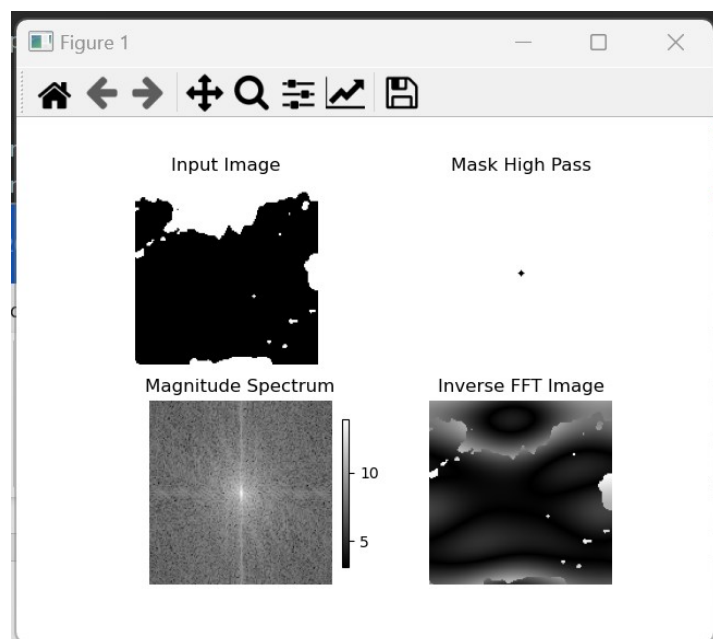 Figure 1
Input Image
Mask High Pass
Magnitude Spectrum
Inverse FFT Image
10
5